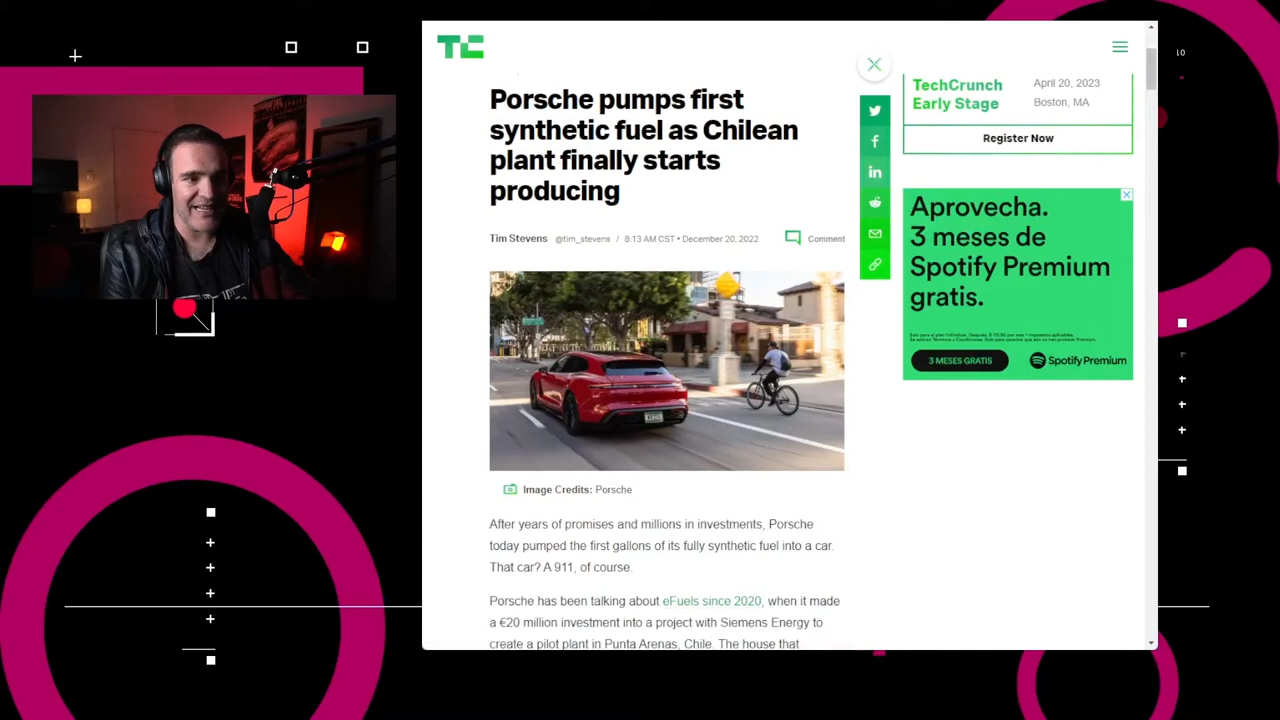 TC
Porsche pumps first
synthetic fuel as Chilean
plant finally starts
producing
Tim Stevens @tim_stevens / 8:13 AM CST • December 20, 2022 Comment
Image Credits: Porsche
After years of promises and millions in investments, Porsche
today pumped the first gallons of its fully synthetic fuel into a car.
That car? A 911, of course.
Porsche has been talking about eFuels since 2020, when it made
a €20 million investment into a project with Siemens Energy to
create a pilot plant in Punta Arenas, Chile. The house that
TechCrunch
Early Stage
April 20, 2023
Boston, MA
Register Now
Aprovecha.
3 meses de
Spotify Premium
gratis.
3 MESES GRATIS
Spotify Premium
10